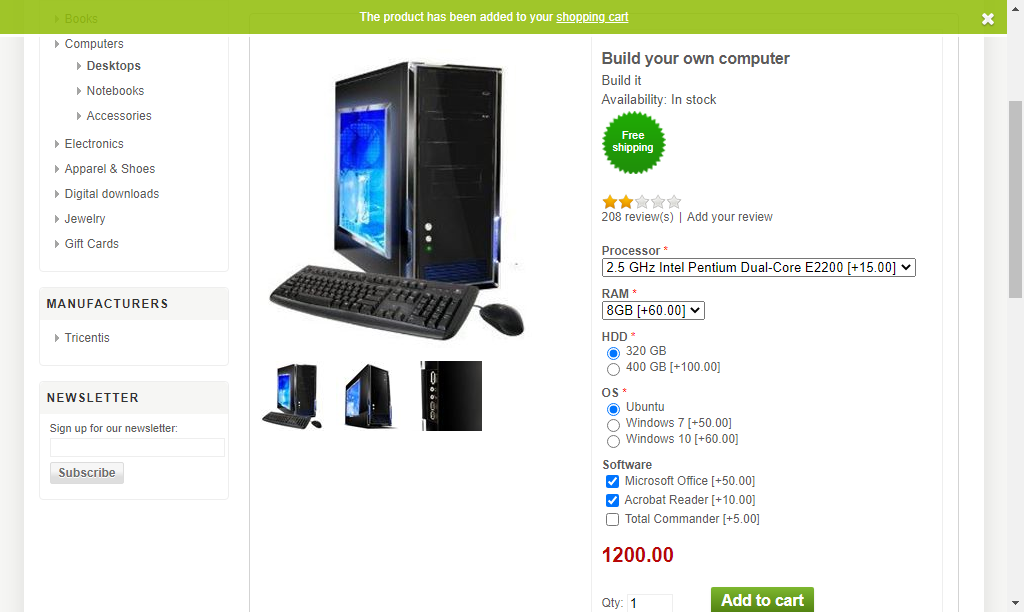 The product has been added to your shopping cart
Books
Computers
Desktops
Notebooks
Accessories
Electronics
Apparel & Shoes
Digital downloads
Jewelry
Gift Cards
MANUFACTURERS
Tricentis
NEWSLETTER
Sign up for our newsletter:
Subscribe
Build your own computer
Build it
Availability: In stock
Free
shipping
208 review(s) | Add your review
Processor *
2.5 GHz Intel Pentium Dual-Core E2200 [+15.00]
RAM *
8GB [+60.00]
HDD *
320 GB
400 GB [+100.00]
OS *
Ubuntu
Windows 7 [+50.00]
Windows 10 [+60.00]
Software
Microsoft Office [+50.00]
Acrobat Reader [+10.00]
Total Commander [+5.00]
1200.00
Qty: 1
Add to cart